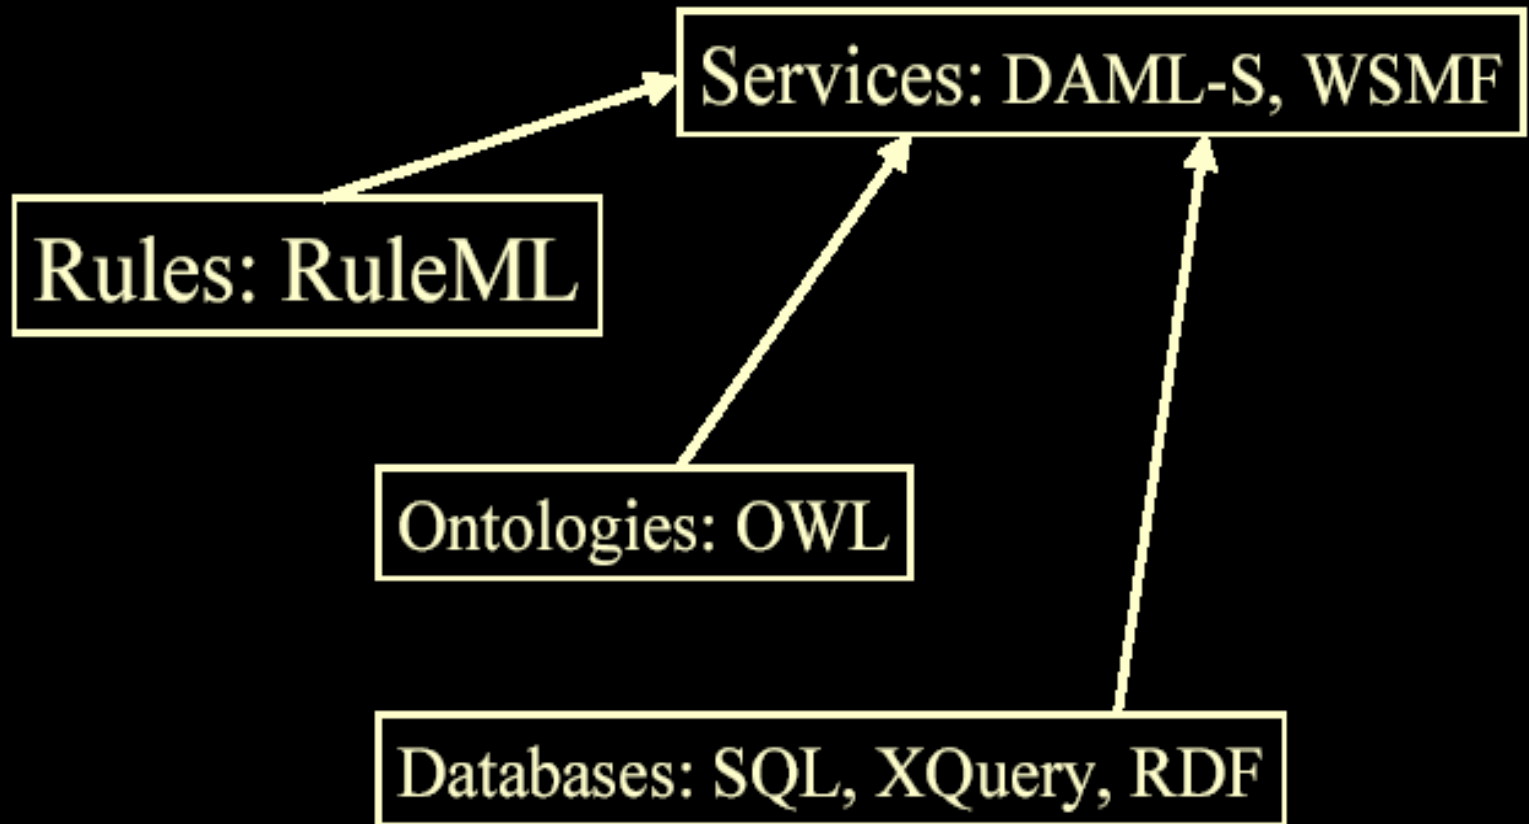 Services: DAML-S, WSMF
Rules: RuleML
Ontologies: OWL
Databases: SQL, XQuery, RDF